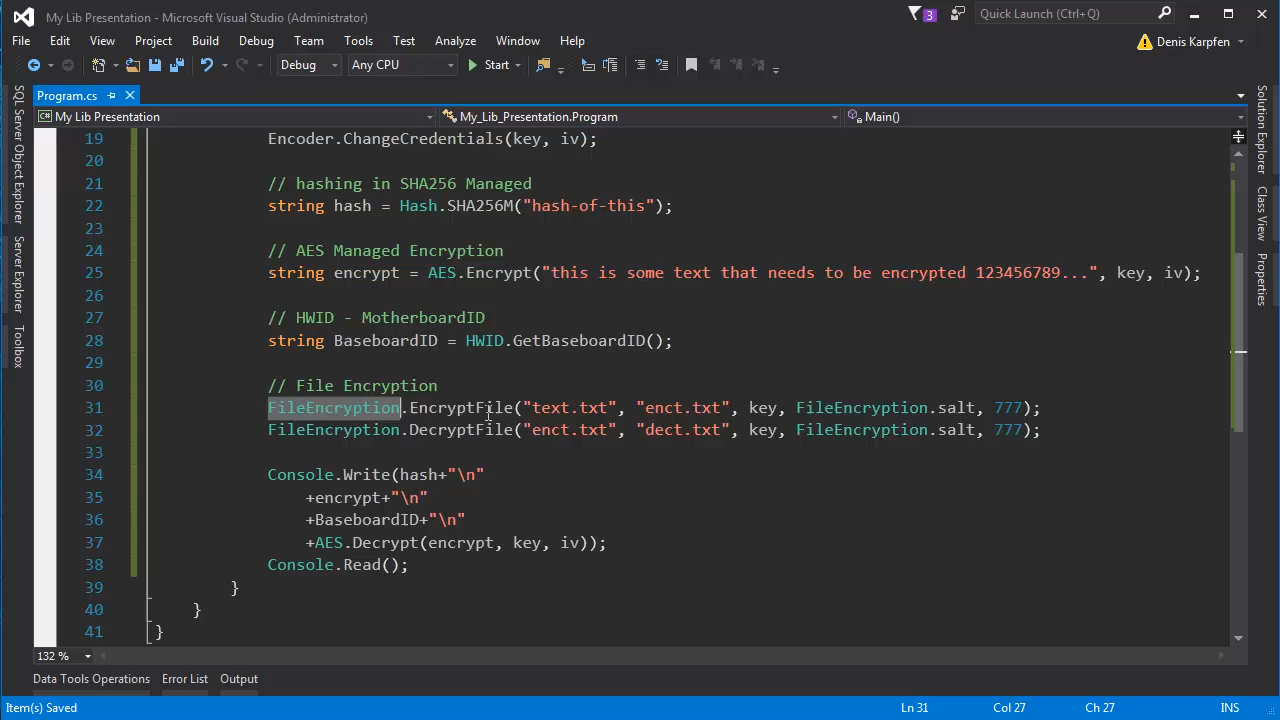 My Lib Presentation - Microsoft Visual Studio (Administrator)
3
Quick Launch (Ctrl+Q)
File Edit View Project Build Debug Team Tools Test Analyze Window Help
Denis Karpfen
Debug Any CPU Start
Program.cs
C# My Lib Presentation My_Lib_Presentation.Program Main()
SQL Server Object Explorer
Server Explorer
Toolbox
19 Encoder.ChangeCredentials(key, iv);
20
21 // hashing in SHA256 Managed
22 string hash = Hash.SHA256M("hash-of-this");
23
24 // AES Managed Encryption
25 string encrypt = AES.Encrypt("this is some text that needs to be encrypted 123456789...", key, iv);
26
27 // HWID - MotherboardID
28 string BaseboardID = HWID.GetBaseboardID();
29
30 // File Encryption
31 FileEncryption.EncryptFile("text.txt", "enct.txt", key, FileEncryption.salt, 777);
32 FileEncryption.DecryptFile("enct.txt", "dect.txt", key, FileEncryption.salt, 777);
33
34 Console.Write(hash+"\n"
35 +encrypt+"\n"
36 +BaseboardID+"\n"
37 +AES.Decrypt(encrypt, key, iv));
38 Console.Read();
39 }
40 }
41 }
Solution Explorer
Class View
Properties
132 %
Data Tools Operations Error List Output
Item(s) Saved Ln 31 Col 27 Ch 27 INS